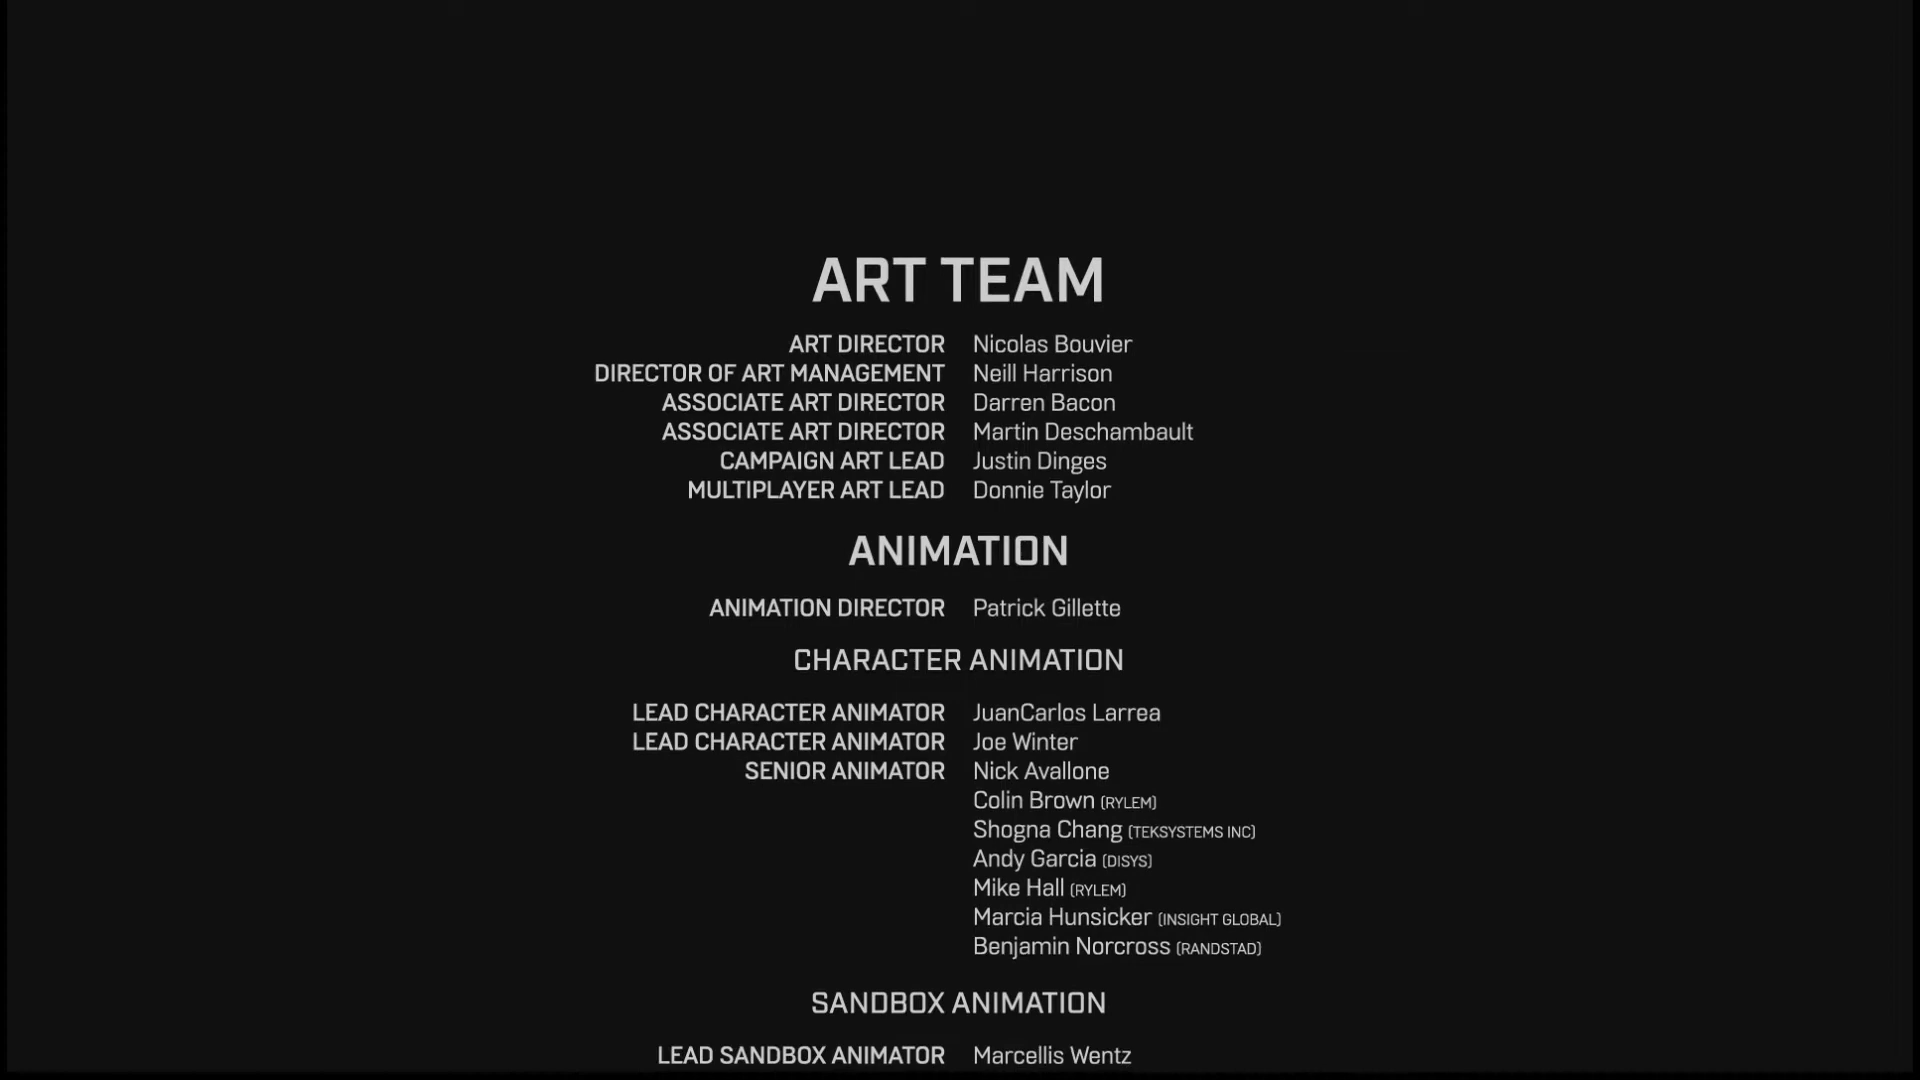 ART TEAM
ART DIRECTOR Nicolas Bouvier
DIRECTOR OF ART MANAGEMENT Neill Harrison
ASSOCIATE ART DIRECTOR Darren Bacon
ASSOCIATE ART DIRECTOR Martin Deschambault
CAMPAIGN ART LEAD Justin Dinges
MULTIPLAYER ART LEAD Donnie Taylor
ANIMATION
ANIMATION DIRECTOR Patrick Gillette
CHARACTER ANIMATION
LEAD CHARACTER ANIMATOR JuanCarlos Larrea
LEAD CHARACTER ANIMATOR Joe Winter
SENIOR ANIMATOR Nick Avallone
Colin Brown (RYLEM)
Shogna Chang (TEKSYSTEMS INC)
Andy Garcia (DISYS)
Mike Hall (RYLEM)
Marcia Hunsicker (INSIGHT GLOBAL)
Benjamin Norcross (RANDSTAD)
SANDBOX ANIMATION
LEAD SANDBOX ANIMATOR Marcellis Wentz